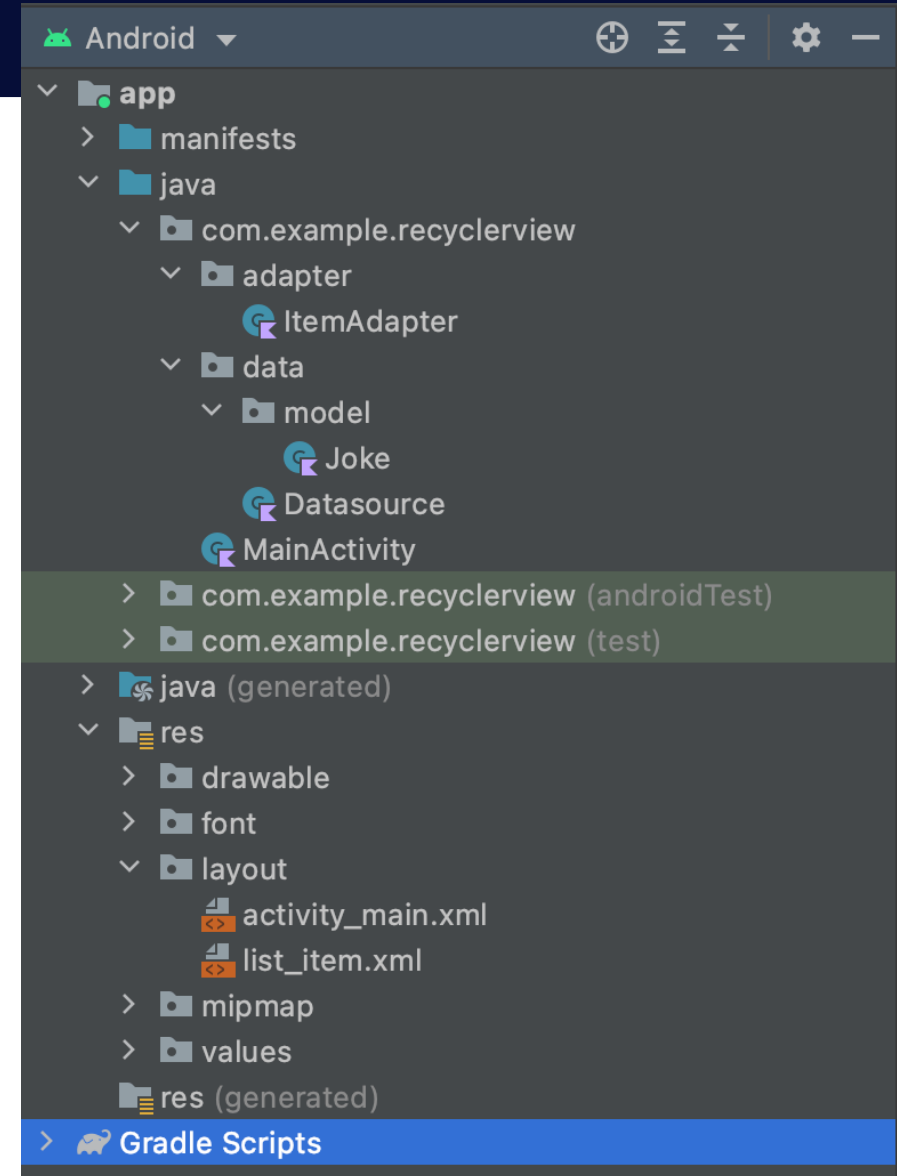 Android
app
manifests
java
com.example.recyclerview
adapter
ItemAdapter
data
model
Joke
Datasource
MainActivity
com.example.recyclerview (androidTest)
com.example.recyclerview (test)
java (generated)
res
drawable
font
layout
activity_main.xml
list_item.xml
mipmap
values
res (generated)
Gradle Scripts